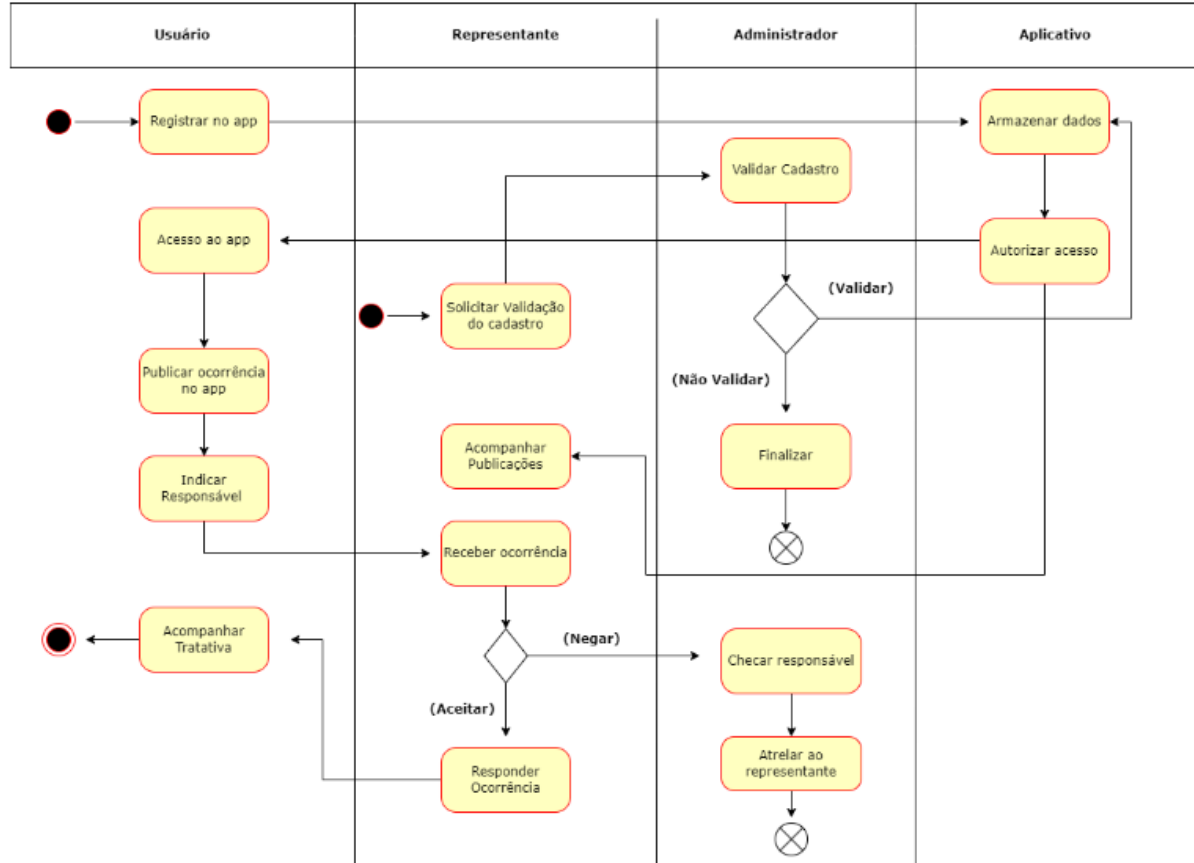 Usuário
Representante
Administrador
Aplicativo
Registrar no app
Armazenar dados
Validar Cadastro
Acesso ao app
Autorizar acesso
Solicitar Validação
do cadastro
(Validar)
Publicar ocorrência
no app
(Não Validar)
Acompanhar
Publicações
Finalizar
Indicar
Responsável
Receber ocorrência
Acompanhar
Tratativa
(Negar)
Checar responsável
(Aceitar)
Responder
Ocorrência
Atrelar ao
representante